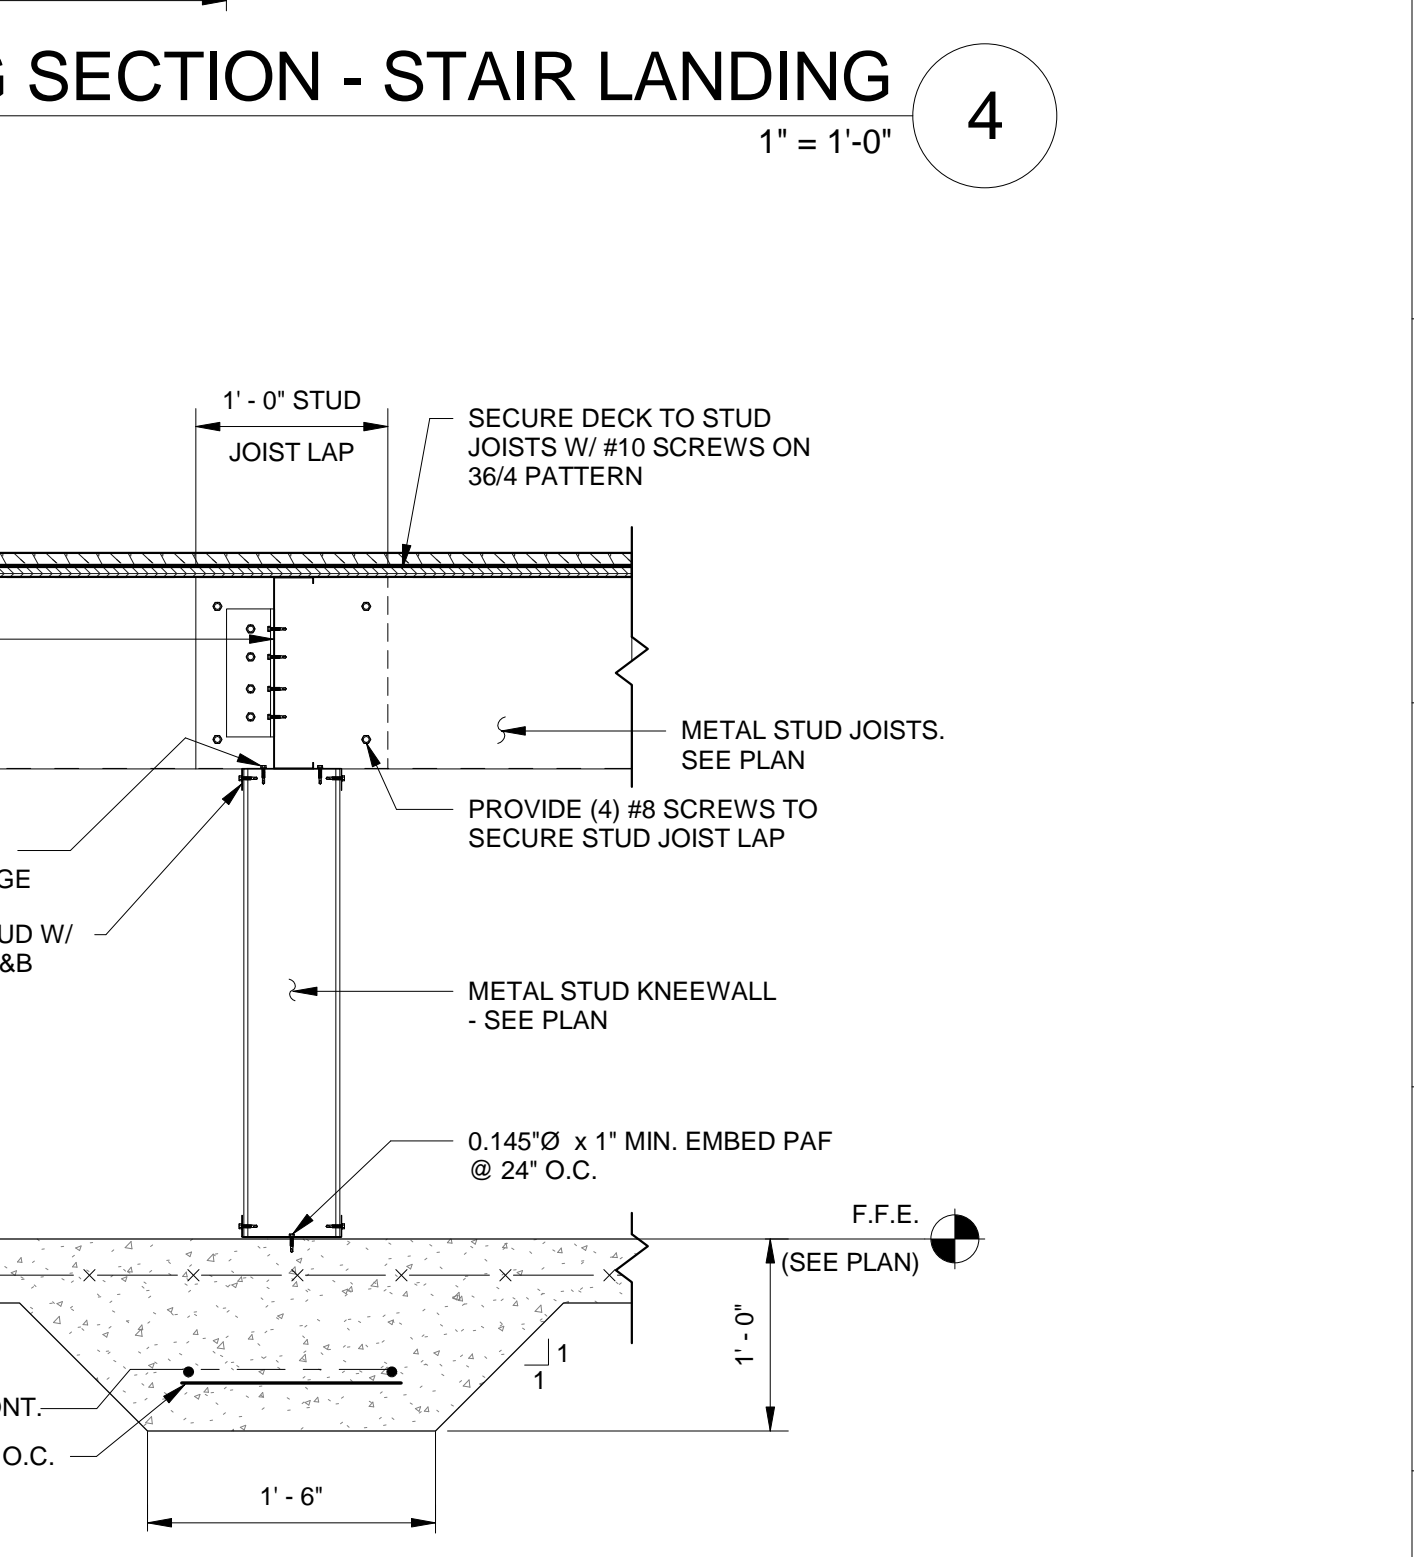 SECTION - STAIR LANDING
4
1" = 1'-0"
1' - 0" STUD
JOIST LAP
SECURE DECK TO STUD
JOISTS W/ #10 SCREWS ON
36/4 PATTERN
METAL STUD JOISTS.
SEE PLAN
PROVIDE (4) #8 SCREWS TO
SECURE STUD JOIST LAP
GE
UD W/
&B
METAL STUD KNEEWALL
- SEE PLAN
0.145"Ø x 1" MIN. EMBED PAF
@ 24" O.C.
F.F.E.
(SEE PLAN)
1' - 0"
1
1
NT.
O.C.
1' - 6"